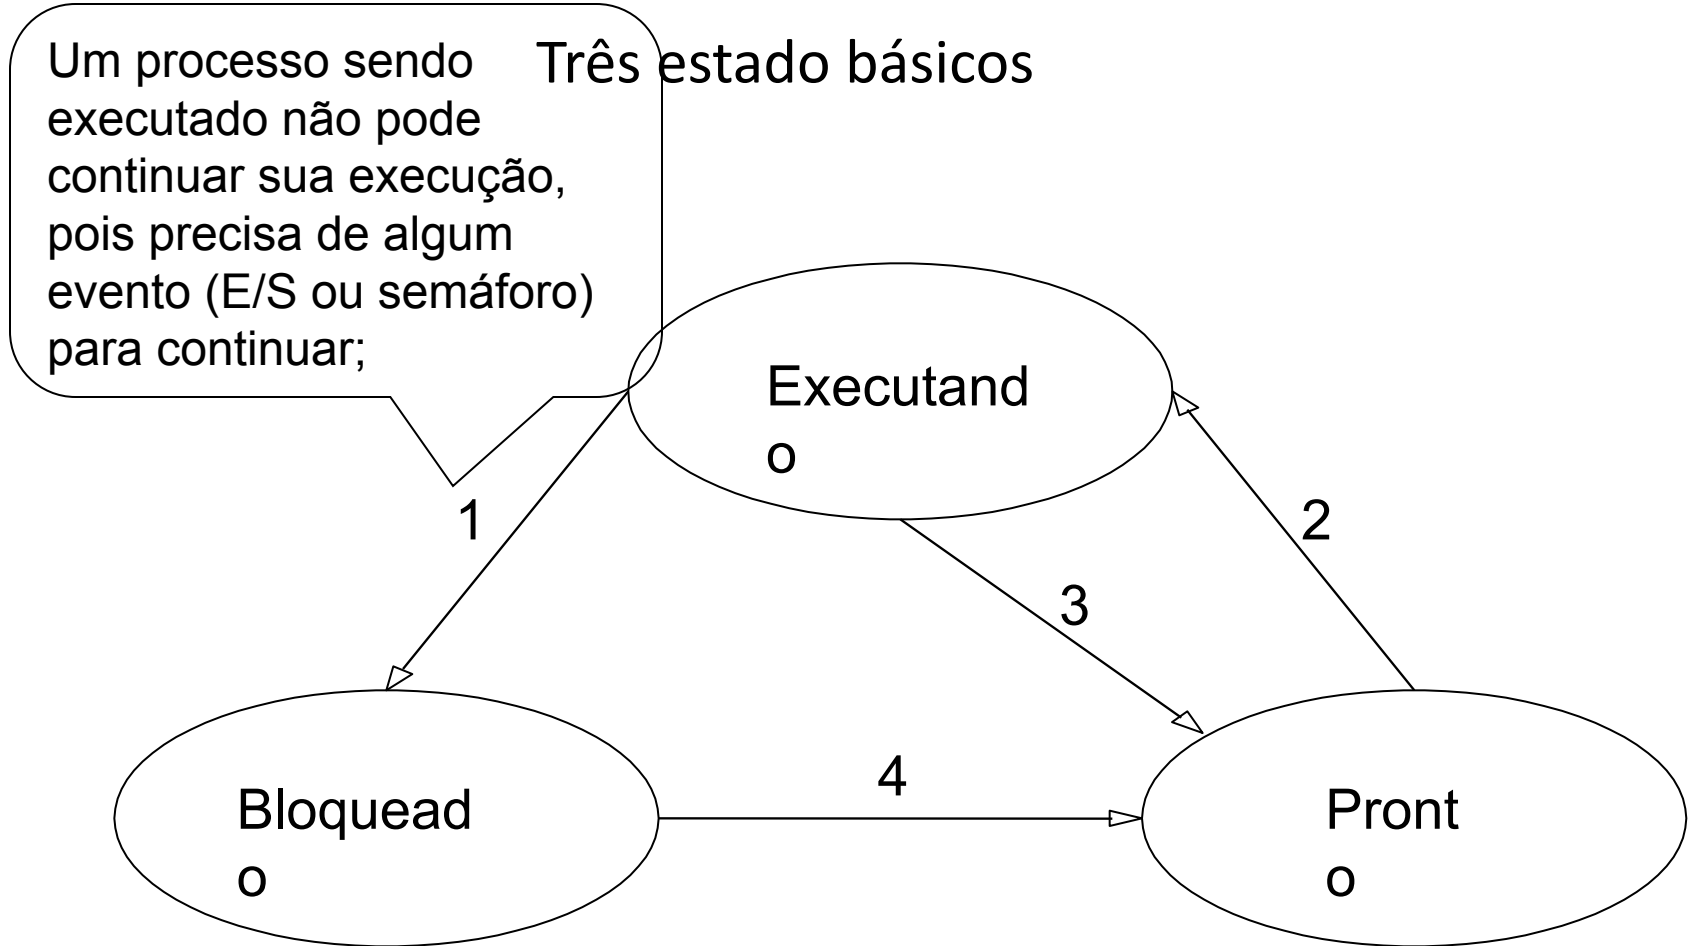 Três estado básicos
Um processo sendo
executado não pode
continuar sua execução,
pois precisa de algum
evento (E/S ou semáforo)
para continuar;
Executand
o
1
2
3
4
Bloquead
o
Pront
o